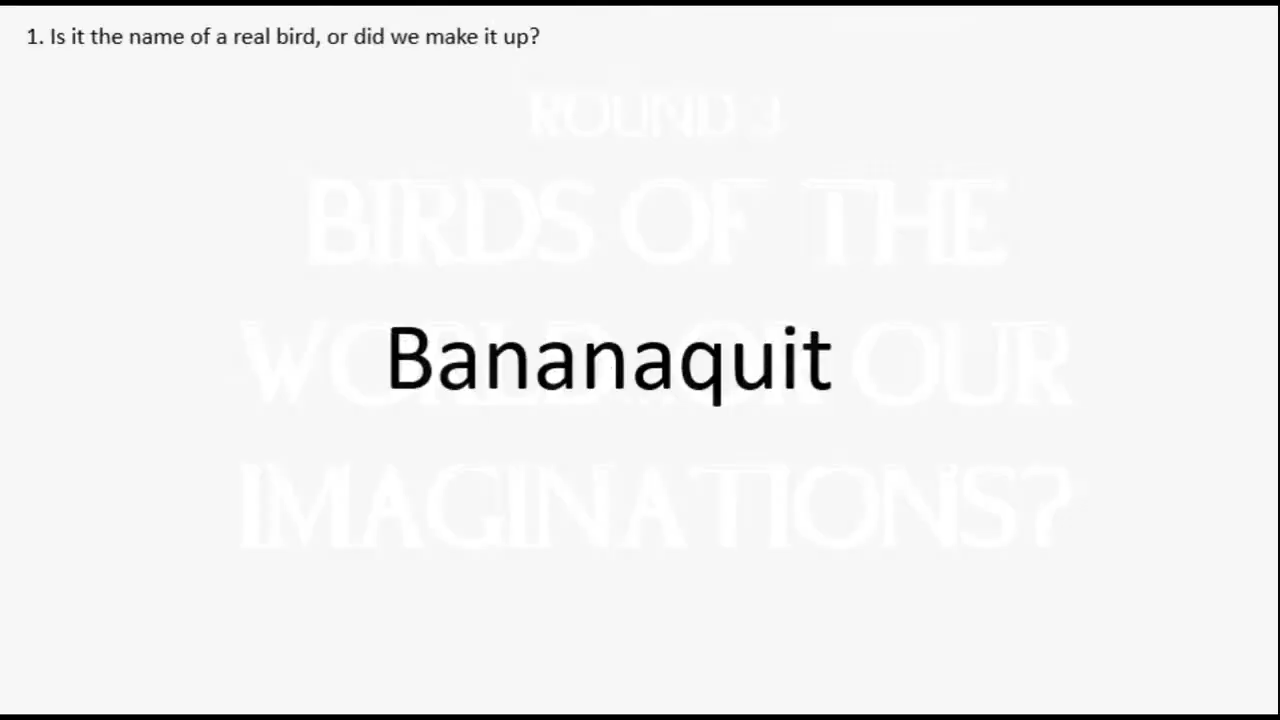 1. Is it the name of a real bird, or did we make it up?
ROUND 3
BIRDS OF THE
Bananaquit
WORLD...OR OUR
IMAGINATIONS?